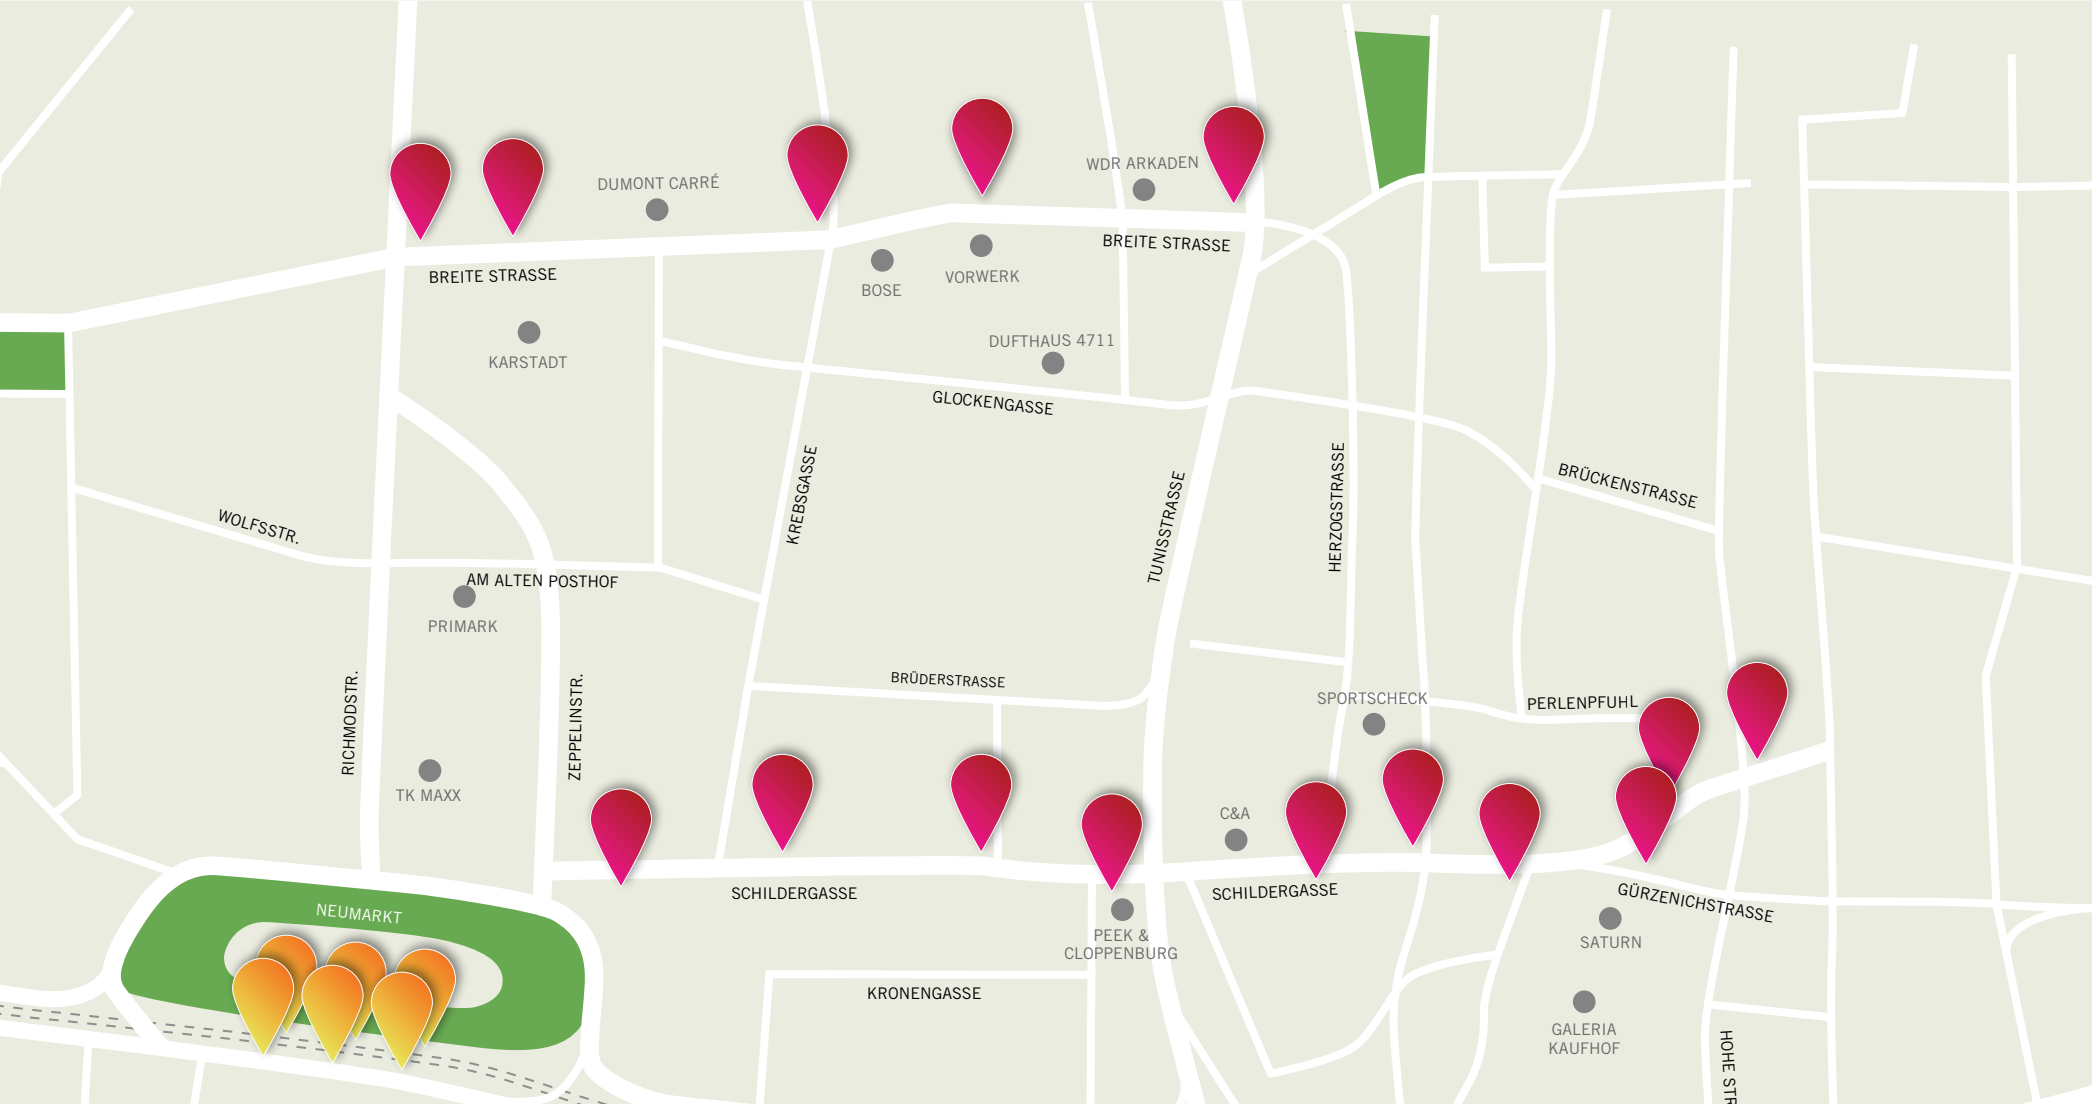 WDR ARKADEN
DUMONT CARRÉ
BREITE STRASSE
BREITE STRASSE
VORWERK
BOSE
DUFTHAUS 4711
KARSTADT
GLOCKENGASSE
KREBSGASSE
TUNISSTRASSE
HERZOGSTRASSE
BRÜCKENSTRASSE
WOLFSSTR.
AM ALTEN POSTHOF
PRIMARK
BRÜDERSTRASSE
RICHMODSTR.
ZEPPELINSTR.
SPORTSCHECK
PERLENPFUHL
TK MAXX
C&A
SCHILDERGASSE
SCHILDERGASSE
GÜRZENICHSTRASSE
NEUMARKT
PEEK &
CLOPPENBURG
SATURN
KRONENGASSE
GALERIA
KAUFHOF
HOHE STR